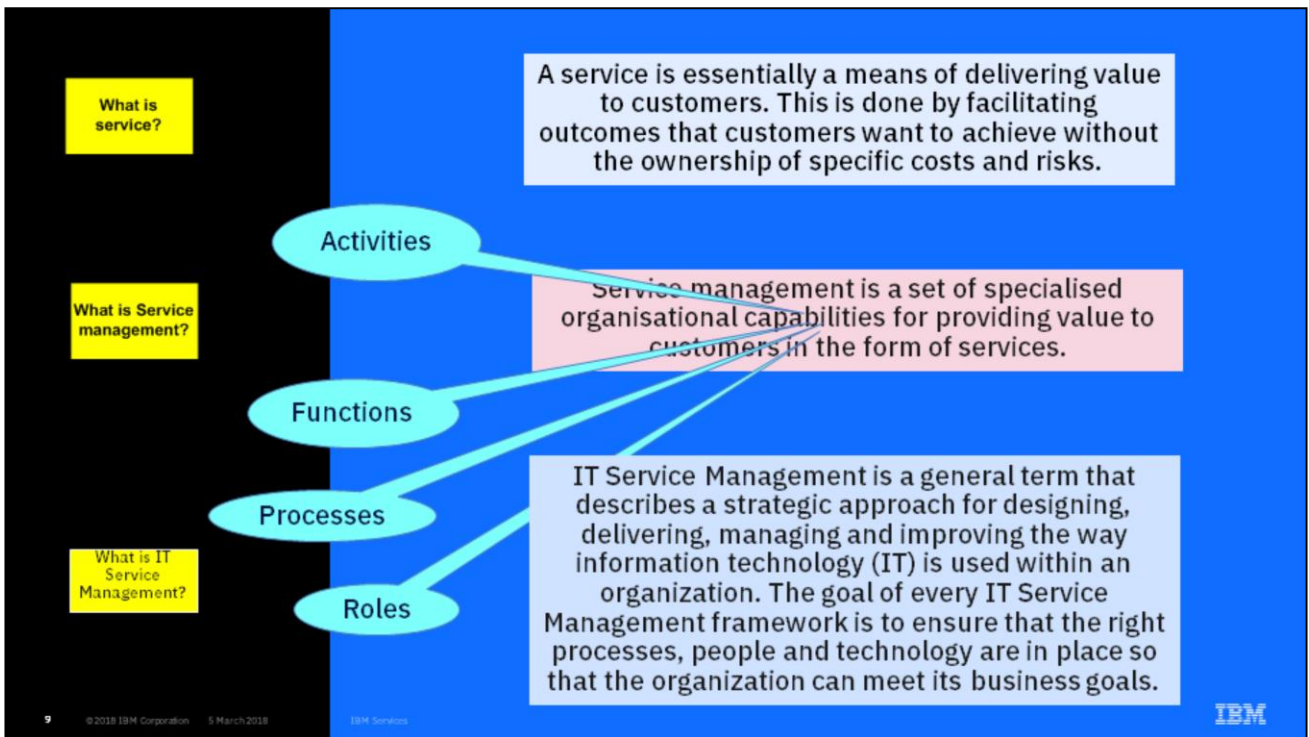 What is
service?
A service is essentially a means of delivering value
to customers. This is done by facilitating
outcomes that customers want to achieve without
the ownership of specific costs and risks.
Activities
What is Service
management?
Service management is a set of specialised
organisational capabilities for providing value to
customers in the form of services.
Functions
Processes
What is IT
Service
Management?
Roles
IT Service Management is a general term that
describes a strategic approach for designing,
delivering, managing and improving the way
information technology (IT) is used within an
organization. The goal of every IT Service
Management framework is to ensure that the right
processes, people and technology are in place so
that the organization can meet its business goals.
9 ©2018 IBM Corporation 5 March 2018 IBM Services
IBM